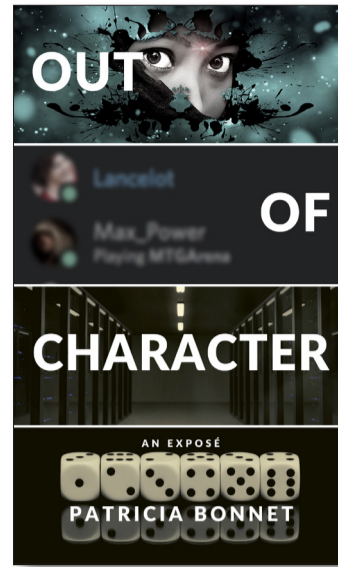 OUT
Lancelot
OF
Max_Power
Playing MTGArena
CHARACTER
AN EXPOSÉ
PATRICIA BONNET